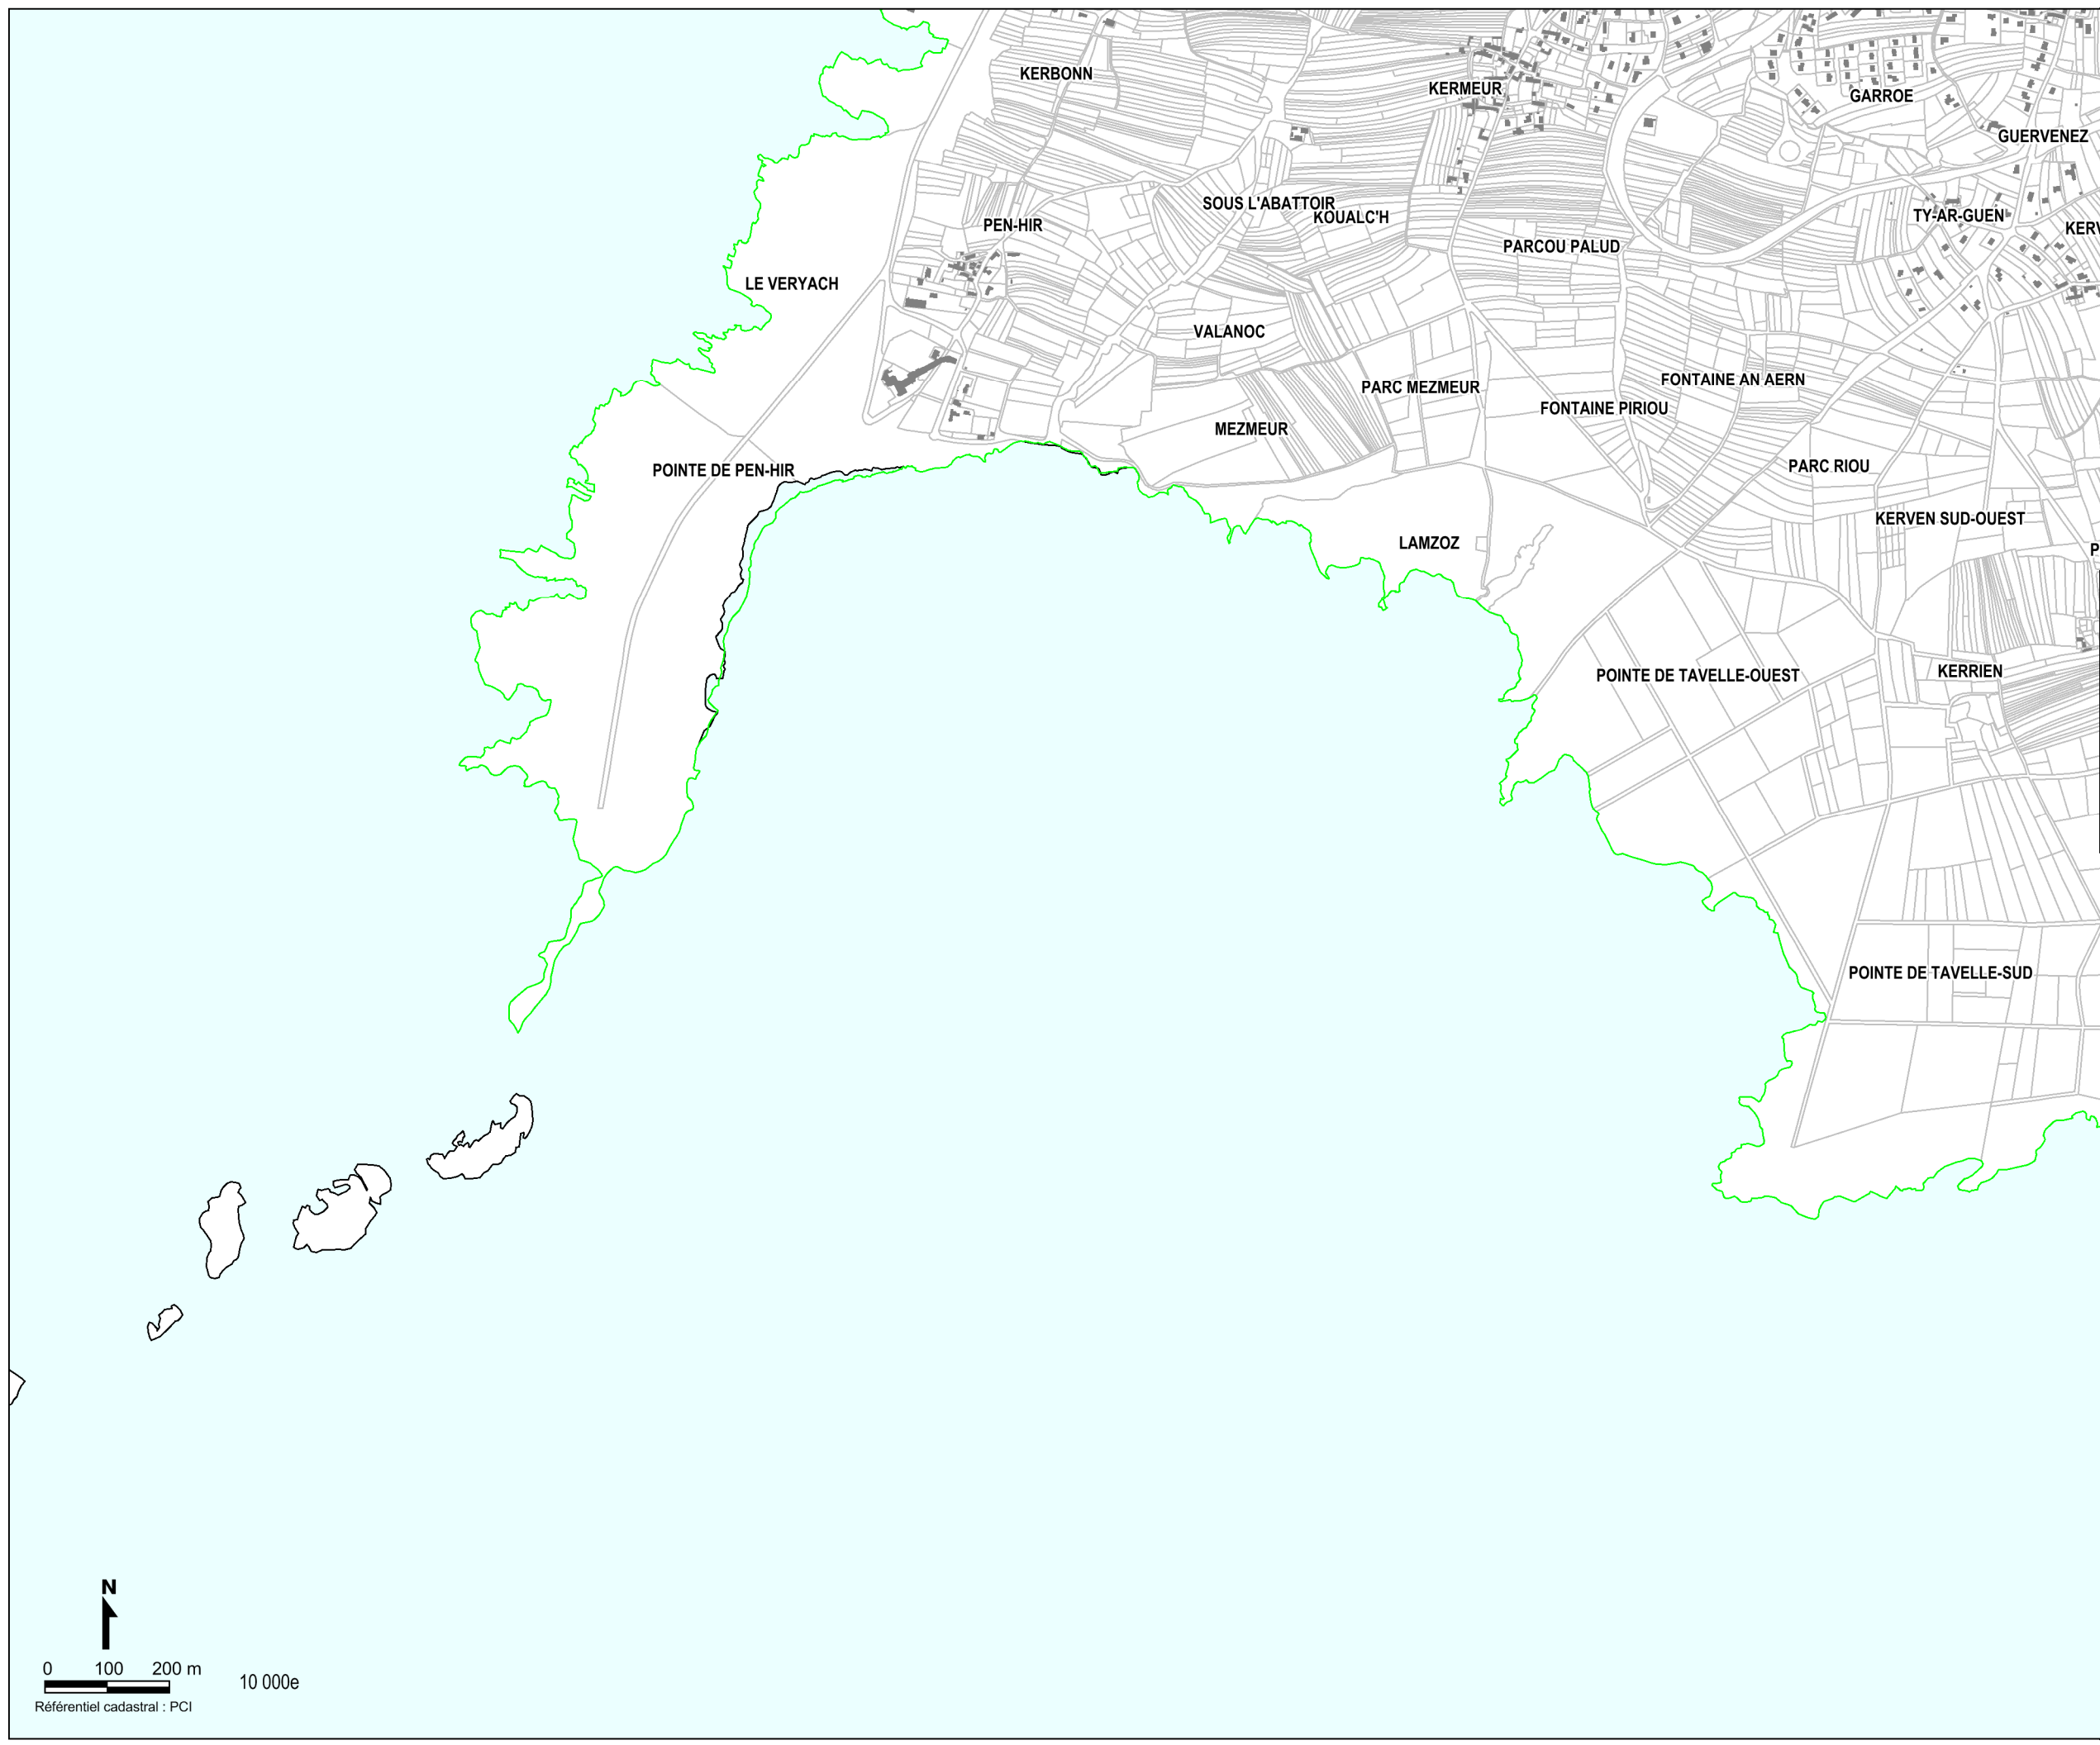 KERBONN
KERMEUR
GARROE
GUERVENEZ
SOUS L'ABATTOIR
KOUALC'H
TY-AR-GUEN
PEN-HIR
KERV
PARCOU PALUD
LE VERYACH
VALANOC
PARC MEZMEUR
FONTAINE AN AERN
FONTAINE PIRIOU
MEZMEUR
POINTE DE PEN-HIR
PARC RIOU
KERVEN SUD-OUEST
LAMZOZ
P
POINTE DE TAVELLE-OUEST
KERRIEN
POINTE DE TAVELLE-SUD
N
0 100 200 m
10 000e
Référentiel cadastral : PCI